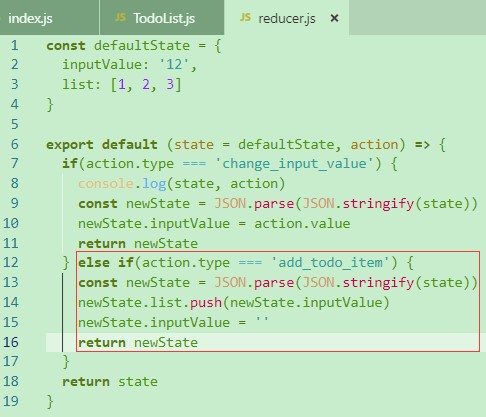 index.js JS TodoList.js JS reducer.js ×
1 const defaultState = {
2   inputValue: '12',
3   list: [1, 2, 3]
4 }
5
6 export default (state = defaultState, action) => {
7   if(action.type === 'change_input_value') {
8     console.log(state, action)
9     const newState = JSON.parse(JSON.stringify(state))
10     newState.inputValue = action.value
11     return newState
12   } else if(action.type === 'add_todo_item') {
13     const newState = JSON.parse(JSON.stringify(state))
14     newState.list.push(newState.inputValue)
15     newState.inputValue = ''
16     return newState
17   }
18   return state
19 }